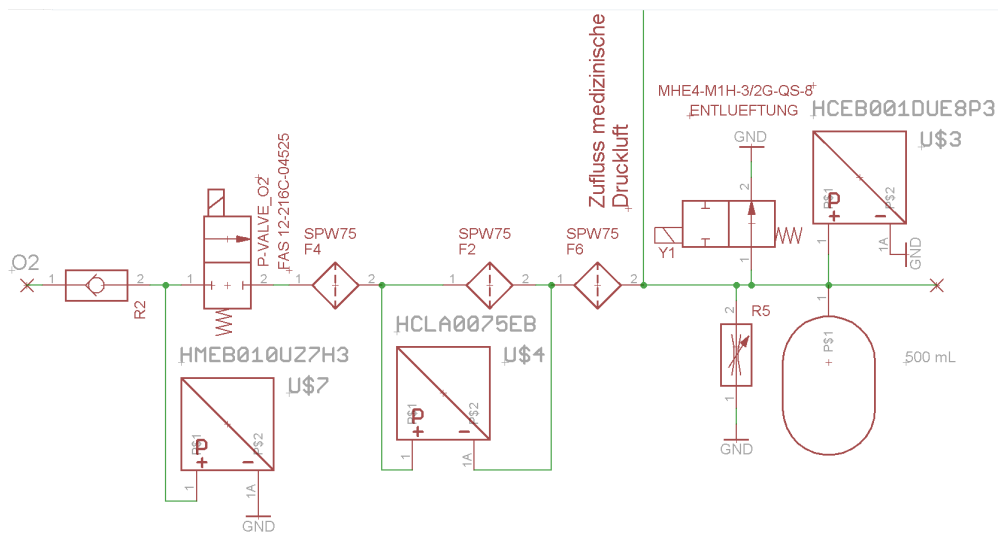 Zufluss medizinische
Druckluft
MHE4-M1H-3/2G-QS-8
ENTLUEFTUNG
HCEB001DUE8P3
U$3
GND
2
P$1
P$2
P
+
−
1
1A
GND
Y1
1
P-VALVE_O2
FAS 12-216C-04525
SPW75
F4
SPW75
F2
SPW75
F6
O2
1
2
R2
1
2
1
2
1
2
1
2
2
R5
1
GND
1
P$1
500 mL
HMEB010UZ7H3
U$7
P$1
P$2
P
+
−
1
1A
GND
HCLA0075EB
U$4
P$1
P$2
P
+
−
1
1A